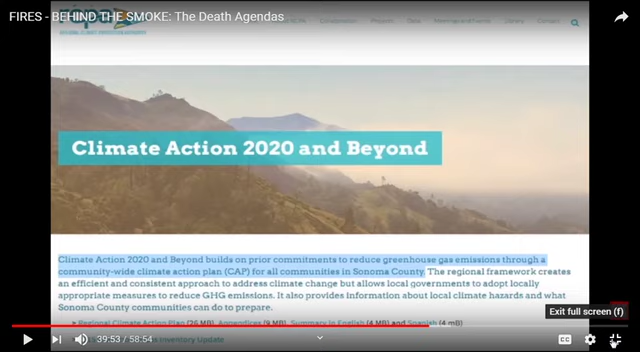 FIRES - BEHIND THE SMOKE: The Death Agendas
Library
Contact
Climate Action 2020 and Beyond
Climate Action 2020 and Beyond builds on prior commitments to reduce greenhouse gas emissions through a
community-wide climate action plan (CAP) for all communities in Sonoma County. The regional framework creates
an efficient and consistent approach to address climate change but allows local governments to adopt locally
appropriate measures to reduce GHG emissions. It also provides information about local climate hazards and what
Sonoma County communities can do to prepare.
> Regional Climate Action Plan (26 MB), Appendices (9 MB), Summary in English (4 MB) and Spanish (4 mB)
Inventory Update
Exit full screen (f)
39:53 / 58:54
CC